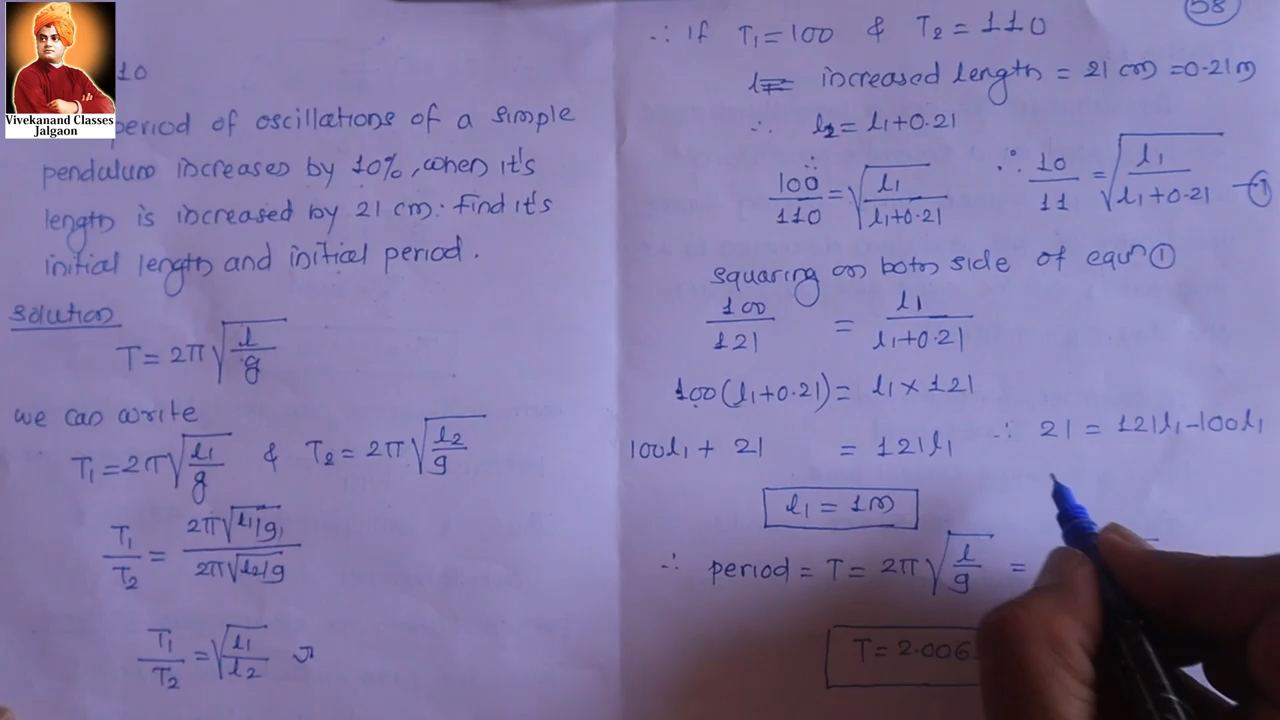 Vivekanand Classes
Jalgaon
10
period of oscillations of a simple
pendulum increases by 10%, when it's
length is increased by 21 cm. find it's
initial length and initial period.
solution
T = 2π √(l/g)
we can write
T₁ = 2π √(l₁/g) & T₂ = 2π √(l₂/g)
T₁/T₂ = 2π√(l₁/g) / 2π√(l₂/g)
T₁/T₂ = √(l₁/l₂)
58
∴ if T₁ = 100 & T₂ = 110
increased length = 21 cm = 0.21 m
∴ l₂ = l₁ + 0.21
∴ 100/110 = √(l₁/(l₁+0.21)) ∴ 10/11 = √(l₁/(l₁+0.21)) —①
squaring on both side of equn ①
100/121 = l₁/(l₁+0.21)
100(l₁+0.21) = l₁ × 121
100l₁ + 21 = 121l₁ ∴ 21 = 121l₁ - 100l₁
l₁ = 1m
∴ period = T = 2π √(l/g) =
T = 2.006